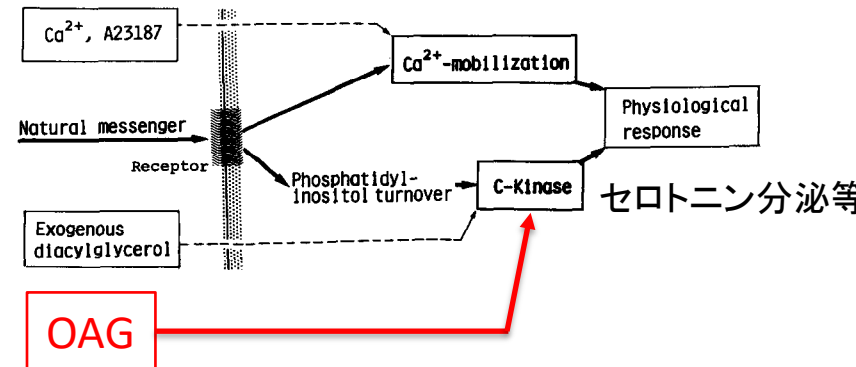 Ca²⁺, A23187
Ca²⁺-mobilization
Physiological
response
Natural messenger
Receptor
Phosphatidyl-
inositol turnover
C-Kinase
セロトニン分泌等
Exogenous
diacylglycerol
OAG